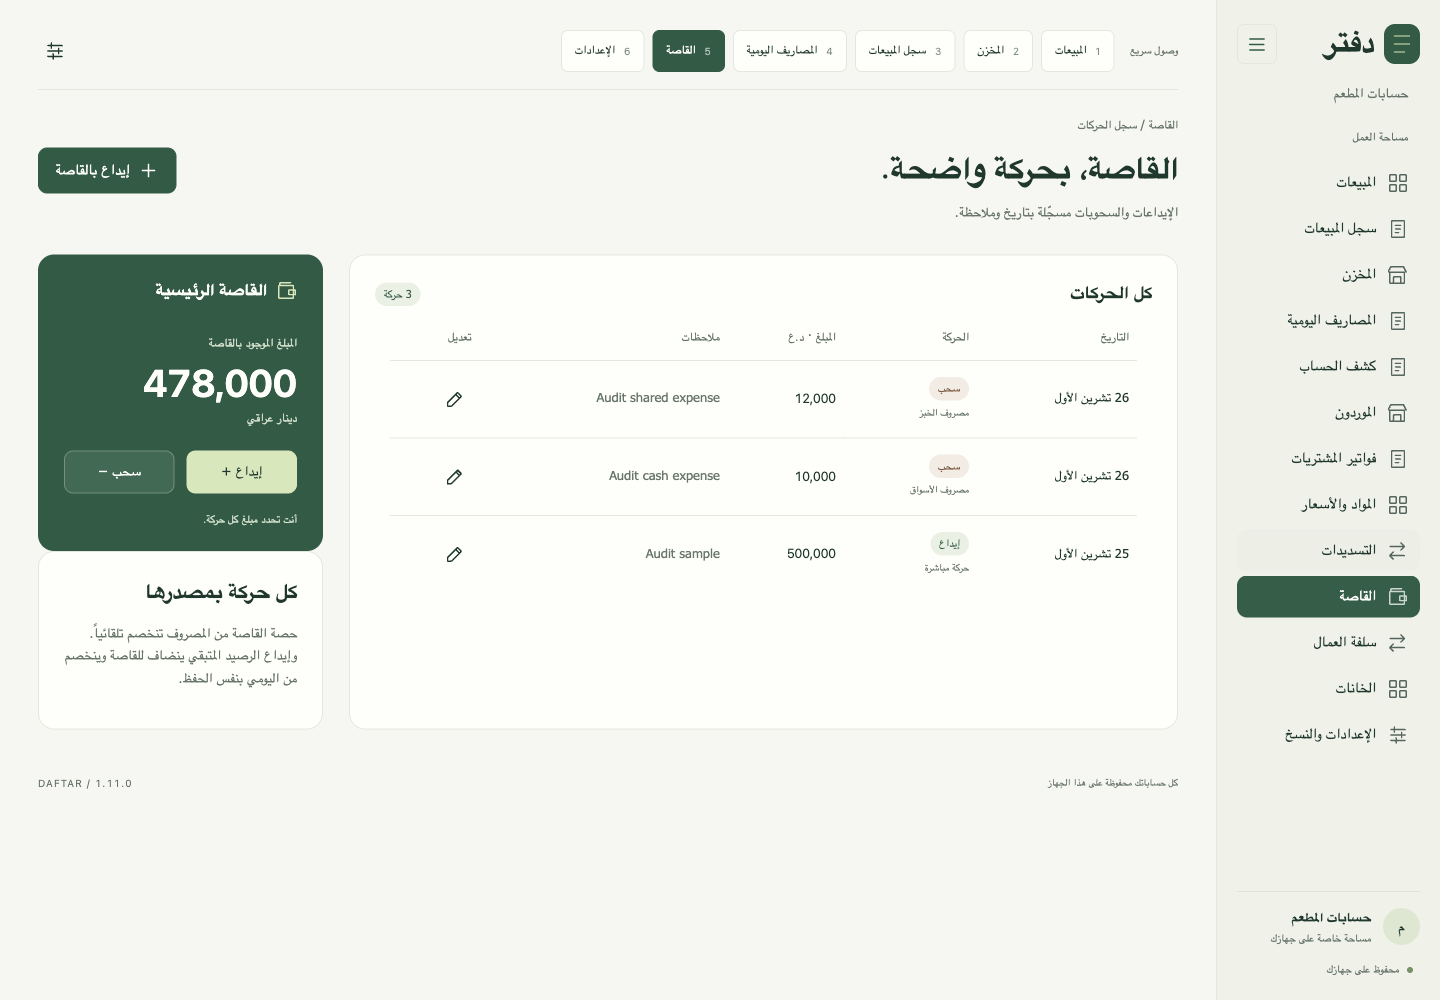 دفتر
حسابات المطعم
مساحة العمل
المبيعات
سجل المبيعات
المخزن
المصاريف اليومية
كشف الحساب
الموردون
فواتير المشتريات
المواد والأسعار
التسديدات
القاصة
سلفة العمال
الخانات
الإعدادات والنسخ
حسابات المطعم
م
مساحة خاصة على جهازك
محفوظ على جهازك
وصول سريع
1 المبيعات
2 المخزن
3 سجل المبيعات
4 المصاريف اليومية
5 القاصة
6 الإعدادات
القاصة / سجل الحركات
القاصة، بحركة واضحة.
الإيداعات والسحوبات مسجّلة بتاريخ وملاحظة.
+ إيداع بالقاصة
كل الحركات
3 حركة
التاريخ الحركة المبلغ · د.ع ملاحظات تعديل
26 تشرين الأول سحب 12,000 Audit shared expense
مصروف الخبز
26 تشرين الأول سحب 10,000 Audit cash expense
مصروف الأسواق
25 تشرين الأول إيداع 500,000 Audit sample
حركة مباشرة
القاصة الرئيسية
المبلغ الموجود بالقاصة
478,000
دينار عراقي
إيداع +
سحب −
أنت تحدد مبلغ كل حركة.
كل حركة بمصدرها
حصة القاصة من المصروف تنخصم تلقائياً.
وإيداع الرصيد المتبقي ينضاف للقاصة وينخصم
من اليومي بنفس الحفظ.
كل حساباتك محفوظة على هذا الجهاز
DAFTAR / 1.11.0